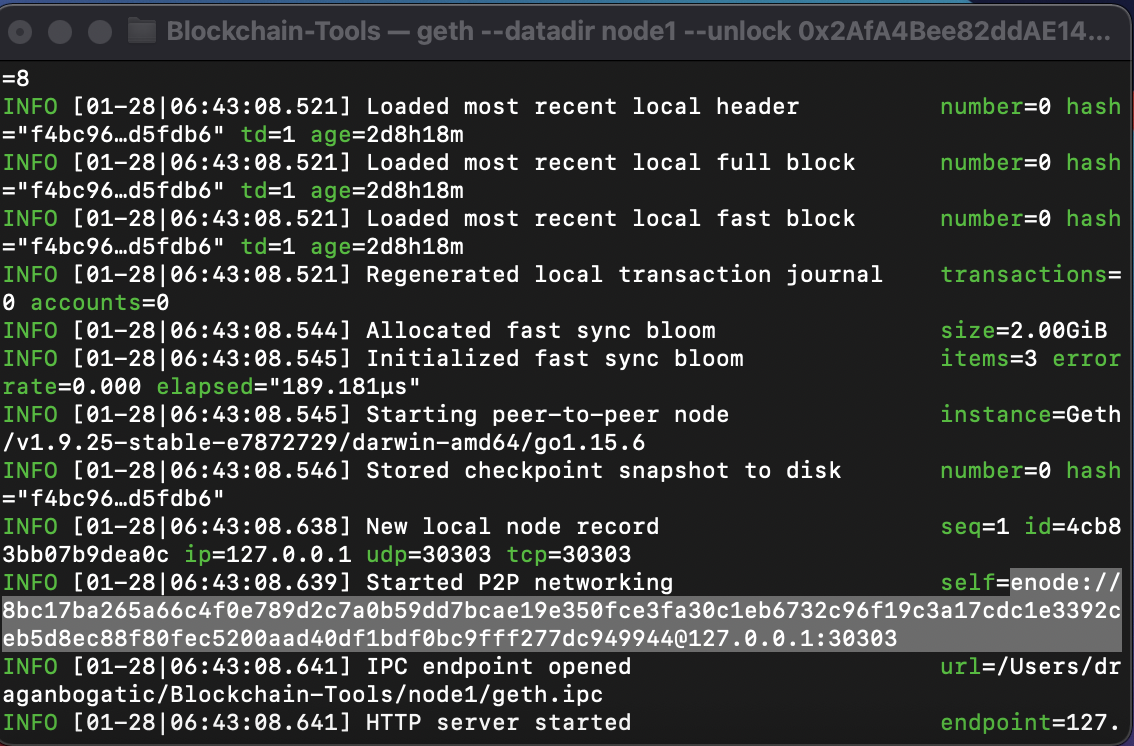 Blockchain-Tools — geth --datadir node1 --unlock 0x2AfA4Bee82ddAE14...
=8
INFO [01-28|06:43:08.521] Loaded most recent local header number=0 hash
="f4bc96…d5fdb6" td=1 age=2d8h18m
INFO [01-28|06:43:08.521] Loaded most recent local full block number=0 hash
="f4bc96…d5fdb6" td=1 age=2d8h18m
INFO [01-28|06:43:08.521] Loaded most recent local fast block number=0 hash
="f4bc96…d5fdb6" td=1 age=2d8h18m
INFO [01-28|06:43:08.521] Regenerated local transaction journal transactions=
0 accounts=0
INFO [01-28|06:43:08.544] Allocated fast sync bloom size=2.00GiB
INFO [01-28|06:43:08.545] Initialized fast sync bloom items=3 error
rate=0.000 elapsed="189.181µs"
INFO [01-28|06:43:08.545] Starting peer-to-peer node instance=Geth
/v1.9.25-stable-e7872729/darwin-amd64/go1.15.6
INFO [01-28|06:43:08.546] Stored checkpoint snapshot to disk number=0 hash
="f4bc96…d5fdb6"
INFO [01-28|06:43:08.638] New local node record seq=1 id=4cb8
3bb07b9dea0c ip=127.0.0.1 udp=30303 tcp=30303
INFO [01-28|06:43:08.639] Started P2P networking self=enode://
8bc17ba265a66c4f0e789d2c7a0b59dd7bcae19e350fce3fa30c1eb6732c96f19c3a17cdc1e3392c
eb5d8ec88f80fec5200aad40df1bdf0bc9fff277dc949944@127.0.0.1:30303
INFO [01-28|06:43:08.641] IPC endpoint opened url=/Users/dr
aganbogatic/Blockchain-Tools/node1/geth.ipc
INFO [01-28|06:43:08.641] HTTP server started endpoint=127.